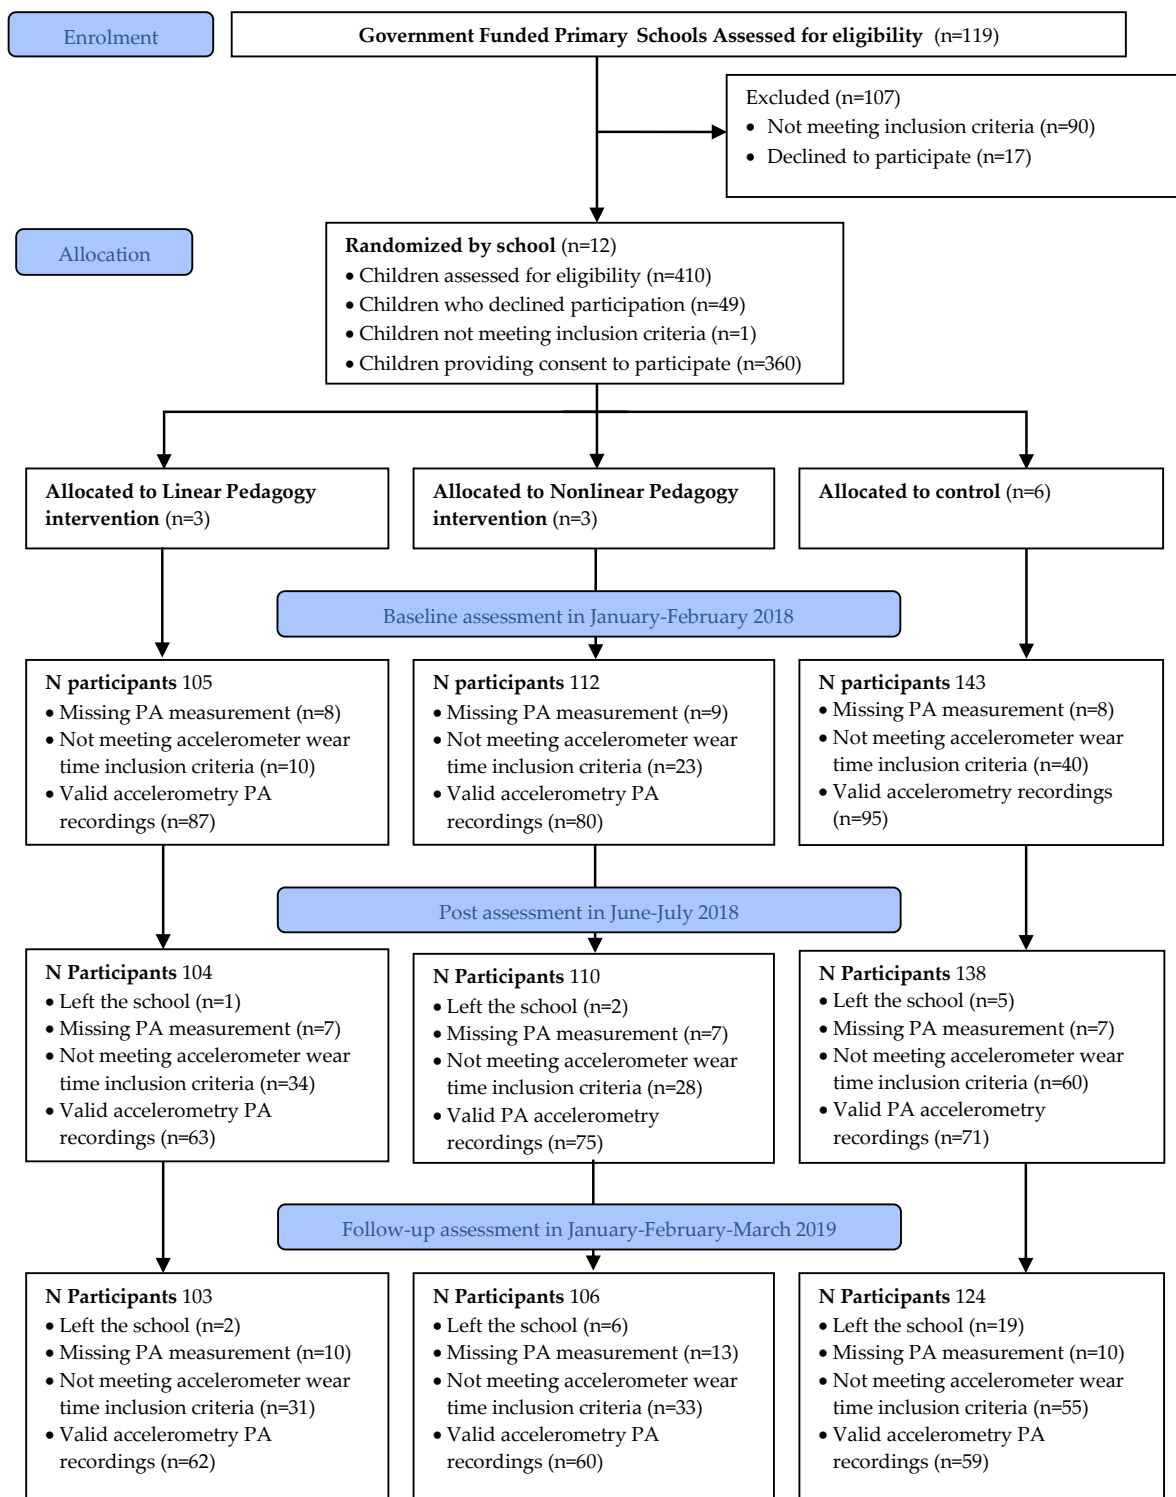 Enrolment
Government Funded Primary Schools Assessed for eligibility (n=119)
Excluded (n=107)
• Not meeting inclusion criteria (n=90)
• Declined to participate (n=17)
Allocation
Randomized by school (n=12)
• Children assessed for eligibility (n=410)
• Children who declined participation (n=49)
• Children not meeting inclusion criteria (n=1)
• Children providing consent to participate (n=360)
Allocated to Linear Pedagogy
intervention (n=3)
Allocated to Nonlinear Pedagogy
intervention (n=3)
Allocated to control (n=6)
Baseline assessment in January-February 2018
N participants 105
• Missing PA measurement (n=8)
• Not meeting accelerometer wear
time inclusion criteria (n=10)
• Valid accelerometry PA
recordings (n=87)
N participants 112
• Missing PA measurement (n=9)
• Not meeting accelerometer wear
time inclusion criteria (n=23)
• Valid accelerometry PA
recordings (n=80)
N participants 143
• Missing PA measurement (n=8)
• Not meeting accelerometer wear
time inclusion criteria (n=40)
• Valid accelerometry recordings
(n=95)
Post assessment in June-July 2018
N Participants 104
• Left the school (n=1)
• Missing PA measurement (n=7)
• Not meeting accelerometer wear
time inclusion criteria (n=34)
• Valid accelerometry PA
recordings (n=63)
N Participants 110
• Left the school (n=2)
• Missing PA measurement (n=7)
• Not meeting accelerometer wear
time inclusion criteria (n=28)
• Valid PA accelerometry
recordings (n=75)
N Participants 138
• Left the school (n=5)
• Missing PA measurement (n=7)
• Not meeting accelerometer wear
time inclusion criteria (n=60)
• Valid PA accelerometry
recordings (n=71)
Follow-up assessment in January-February-March 2019
N Participants 103
• Left the school (n=2)
• Missing PA measurement (n=10)
• Not meeting accelerometer wear
time inclusion criteria (n=31)
• Valid accelerometry PA
recordings (n=62)
N Participants 106
• Left the school (n=6)
• Missing PA measurement (n=13)
• Not meeting accelerometer wear
time inclusion criteria (n=33)
• Valid accelerometry PA
recordings (n=60)
N Participants 124
• Left the school (n=19)
• Missing PA measurement (n=10)
• Not meeting accelerometer wear
time inclusion criteria (n=55)
• Valid accelerometry PA
recordings (n=59)